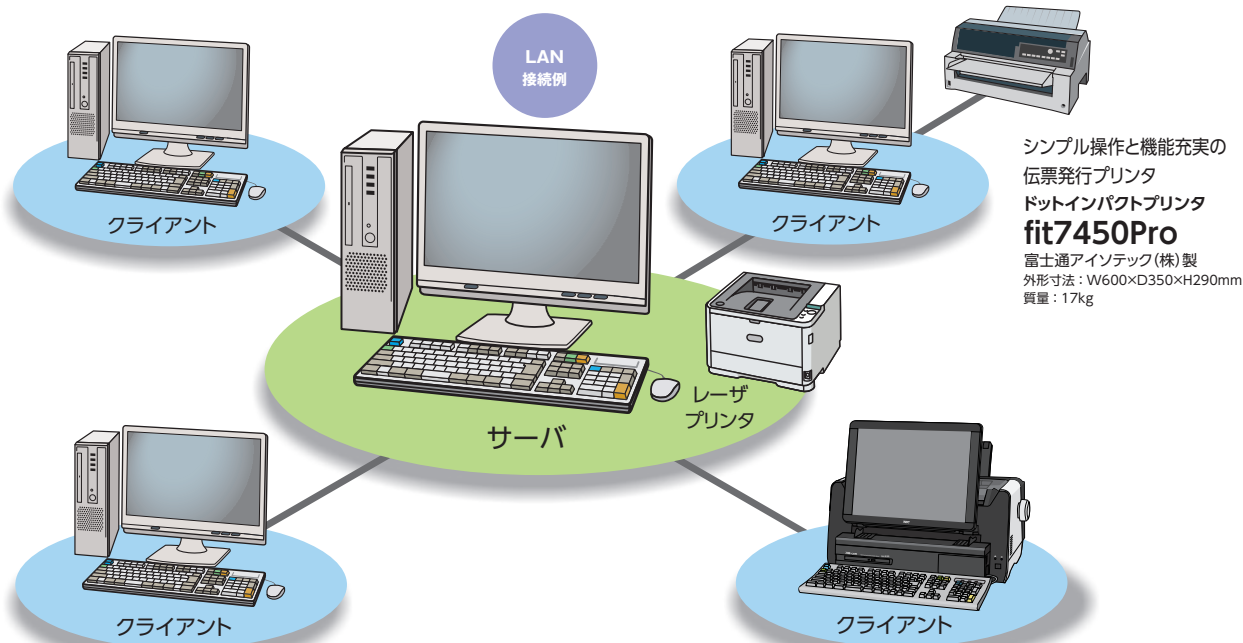 LAN
接続例
クライアント
クライアント
シンプル操作と機能充実の
伝票発行プリンタ
ドットインパクトプリンタ
fit7450Pro
富士通アイソテック(株)製
外形寸法：W600×D350×H290mm
質量：17kg
レーザ
プリンタ
サーバ
クライアント
クライアント